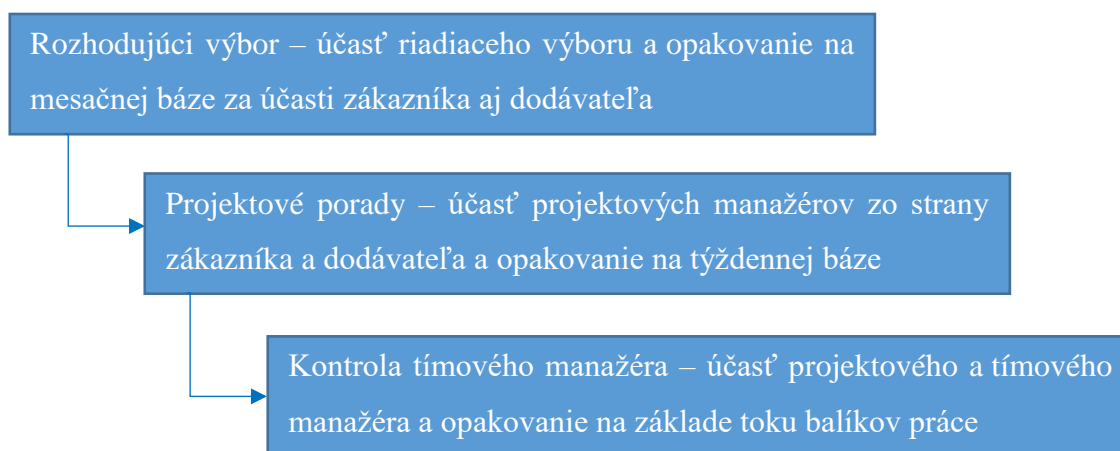 Rozhodujúci výbor – účasť riadiaceho výboru a opakovanie na
mesačnej báze za účasti zákazníka aj dodávateľa
Projektové porady – účasť projektových manažérov zo strany
zákazníka a dodávateľa a opakovanie na týždennej báze
Kontrola tímového manažéra – účasť projektového a tímového
manažéra a opakovanie na základe toku balíkov práce